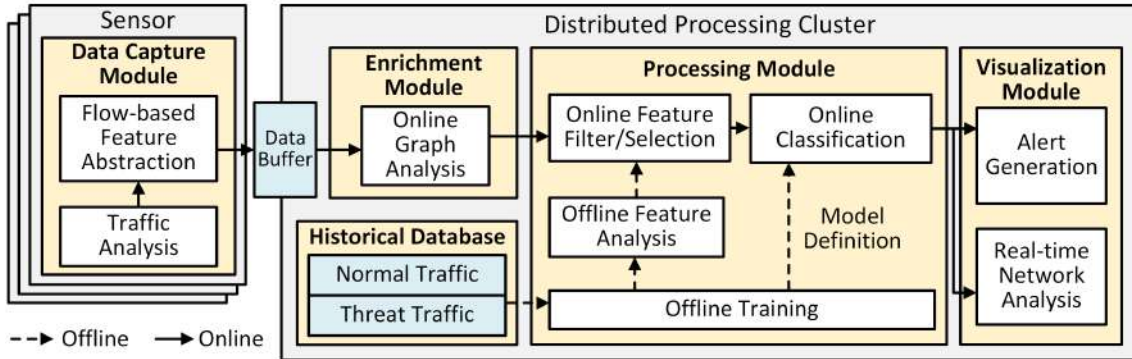 Sensor
Data Capture
Module
Flow-based
Feature
Abstraction
Traffic
Analysis
Data
Buffer
Distributed Processing Cluster
Enrichment
Module
Online
Graph
Analysis
Historical Database
Normal Traffic
Threat Traffic
Processing Module
Online Feature
Filter/Selection
Online
Classification
Offline Feature
Analysis
Model
Definition
Offline Training
Visualization
Module
Alert
Generation
Real-time
Network
Analysis
Offline
Online